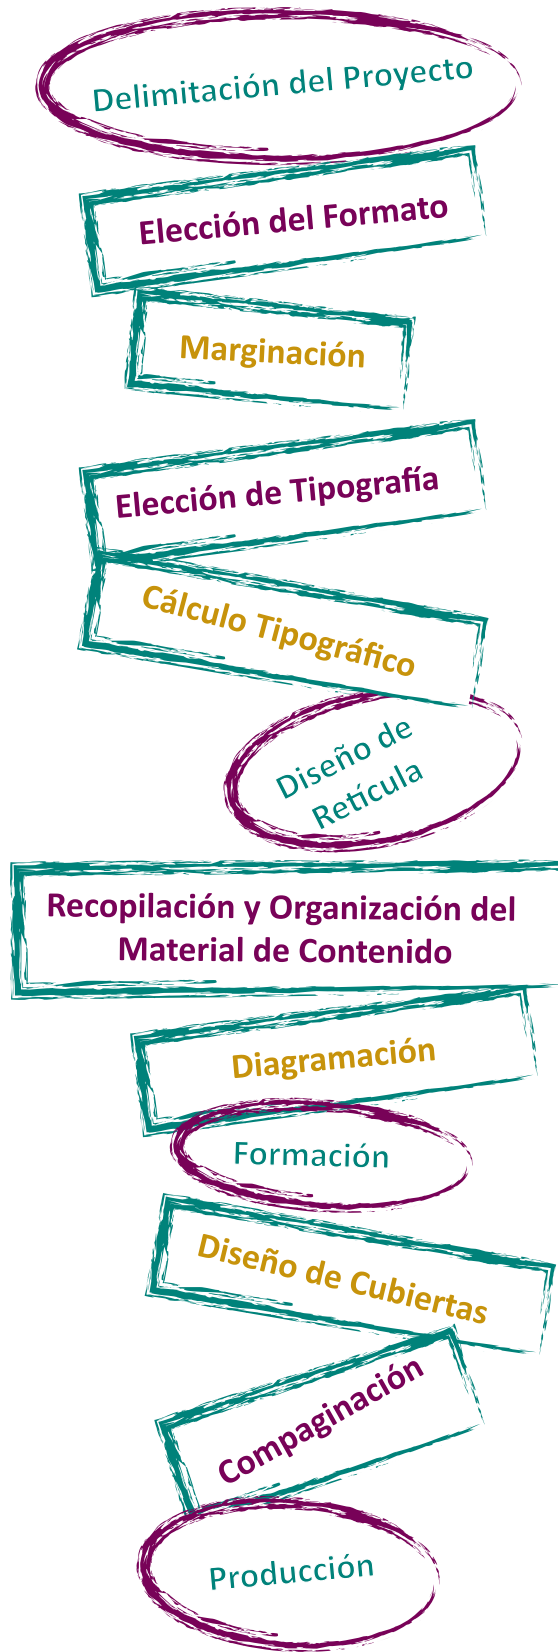 Delimitación del Proyecto
Elección del Formato
Marginación
Elección de Tipografía
Cálculo Tipográfico
Diseño de
Retícula
Recopilación y Organización del
Material de Contenido
Diagramación
Formación
Diseño de Cubiertas
Compaginación
Producción